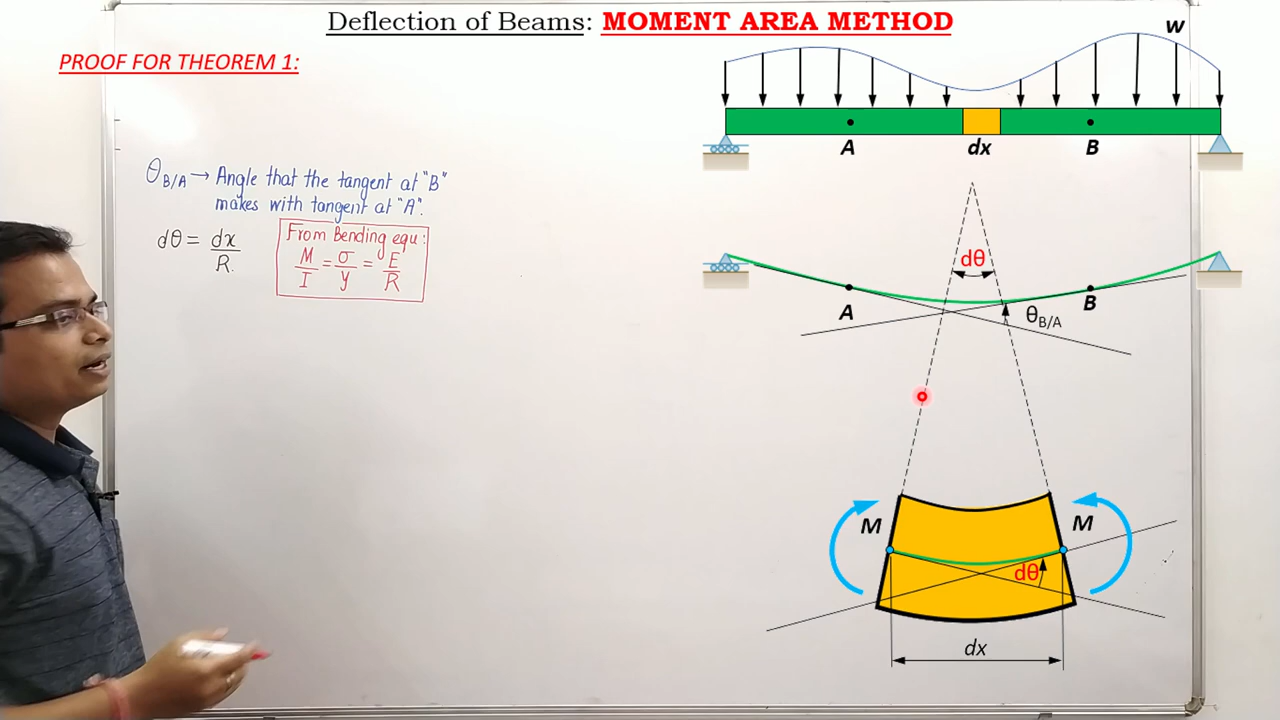 Deflection of Beams: MOMENT AREA METHOD
PROOF FOR THEOREM 1:
w
A dx B
θB/A → Angle that the tangent at "B"
makes with tangent at "A".
dθ = dx/R.
From Bending equ:
M/I = σ/y = E/R
dθ
A B
θB/A
M M
dθ
dx